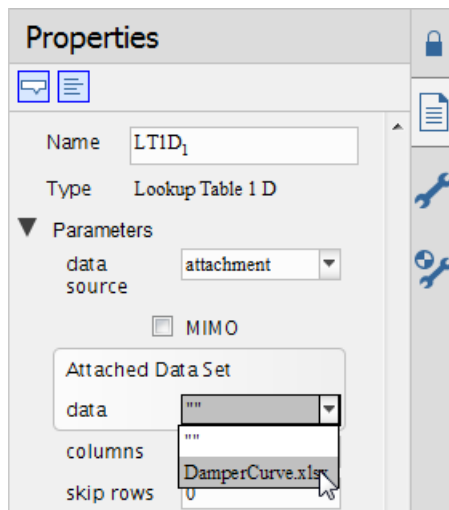 Properties
Name LT1D₁
Type Lookup Table 1 D
Parameters
data source attachment
MIMO
Attached Data Set
data ""
""
columns
DamperCurve.xlsx
skip rows 0